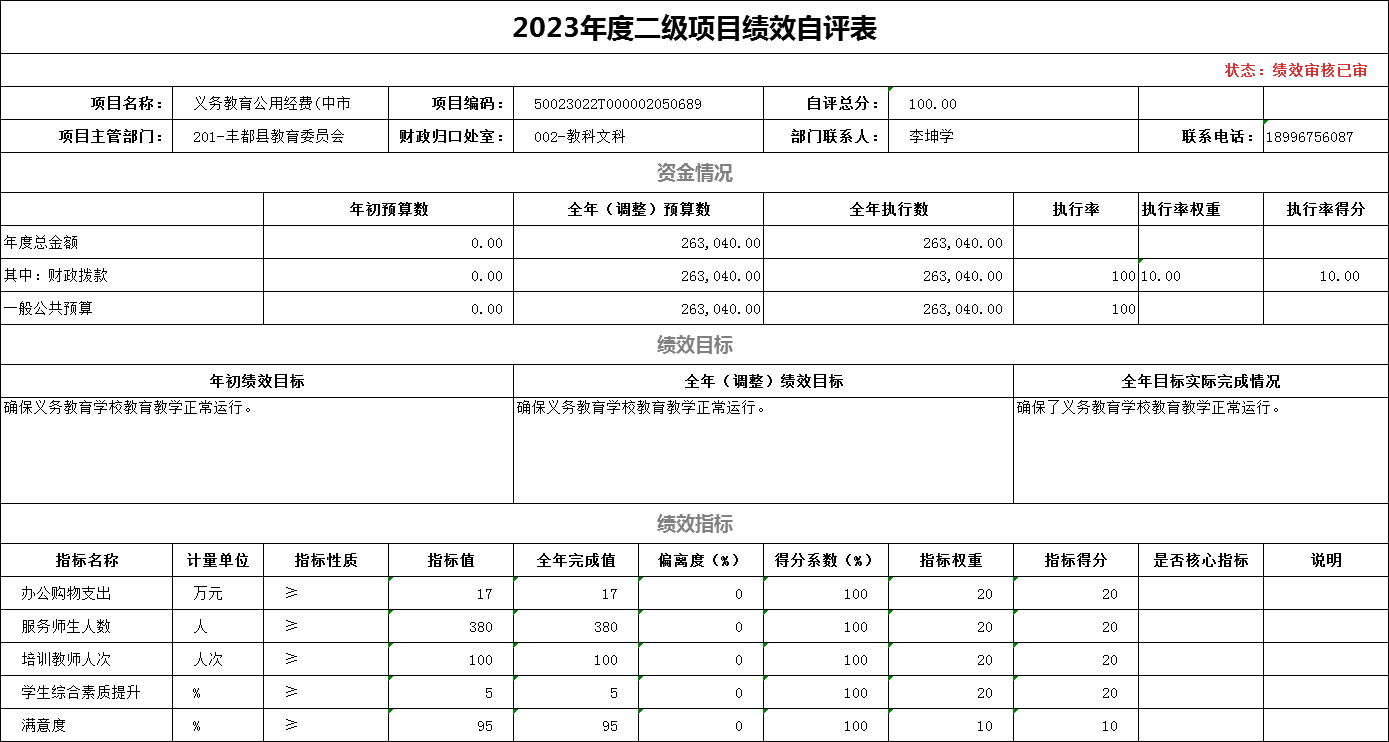 2023年度二级项目绩效自评表
状态：绩效审核已审
项目名称： 义务教育公用经费(中市 项目编码： 50023022T000002050689 自评总分： 100.00
项目主管部门： 201-丰都县教育委员会 财政归口处室： 002-教科文科 部门联系人： 李坤学 联系电话： 18996756087
资金情况
年初预算数 全年（调整）预算数 全年执行数 执行率 执行率权重 执行率得分
年度总金额 0.00 263,040.00 263,040.00
其中：财政拨款 0.00 263,040.00 263,040.00 100 10.00 10.00
一般公共预算 0.00 263,040.00 263,040.00 100
绩效目标
年初绩效目标 全年（调整）绩效目标 全年目标实际完成情况
确保义务教育学校教育教学正常运行。 确保义务教育学校教育教学正常运行。 确保了义务教育学校教育教学正常运行。
绩效指标
指标名称 计量单位 指标性质 指标值 全年完成值 偏离度（%） 得分系数（%） 指标权重 指标得分 是否核心指标 说明
办公购物支出 万元 ≥ 17 17 0 100 20 20
服务师生人数 人 ≥ 380 380 0 100 20 20
培训教师人次 人次 ≥ 100 100 0 100 20 20
学生综合素质提升 % ≥ 5 5 0 100 20 20
满意度 % ≥ 95 95 0 100 10 10